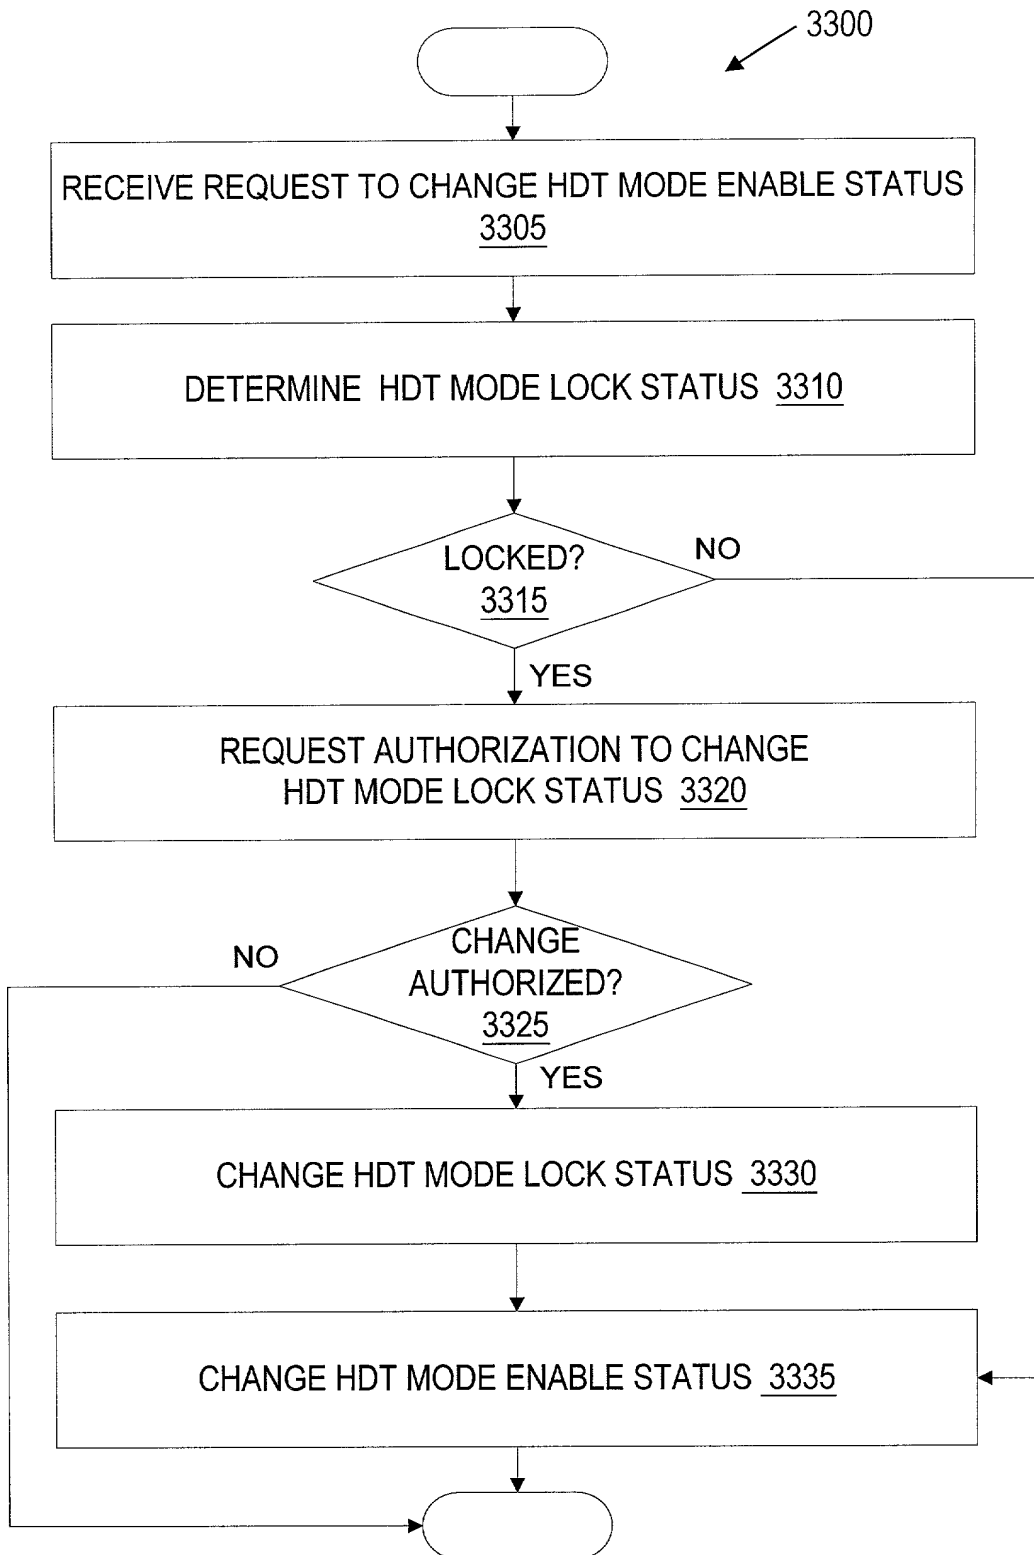 3300
RECEIVE REQUEST TO CHANGE HDT MODE ENABLE STATUS
3305
DETERMINE HDT MODE LOCK STATUS 3310
LOCKED?
3315
NO
YES
REQUEST AUTHORIZATION TO CHANGE
HDT MODE LOCK STATUS 3320
NO
CHANGE
AUTHORIZED?
3325
YES
CHANGE HDT MODE LOCK STATUS 3330
CHANGE HDT MODE ENABLE STATUS 3335